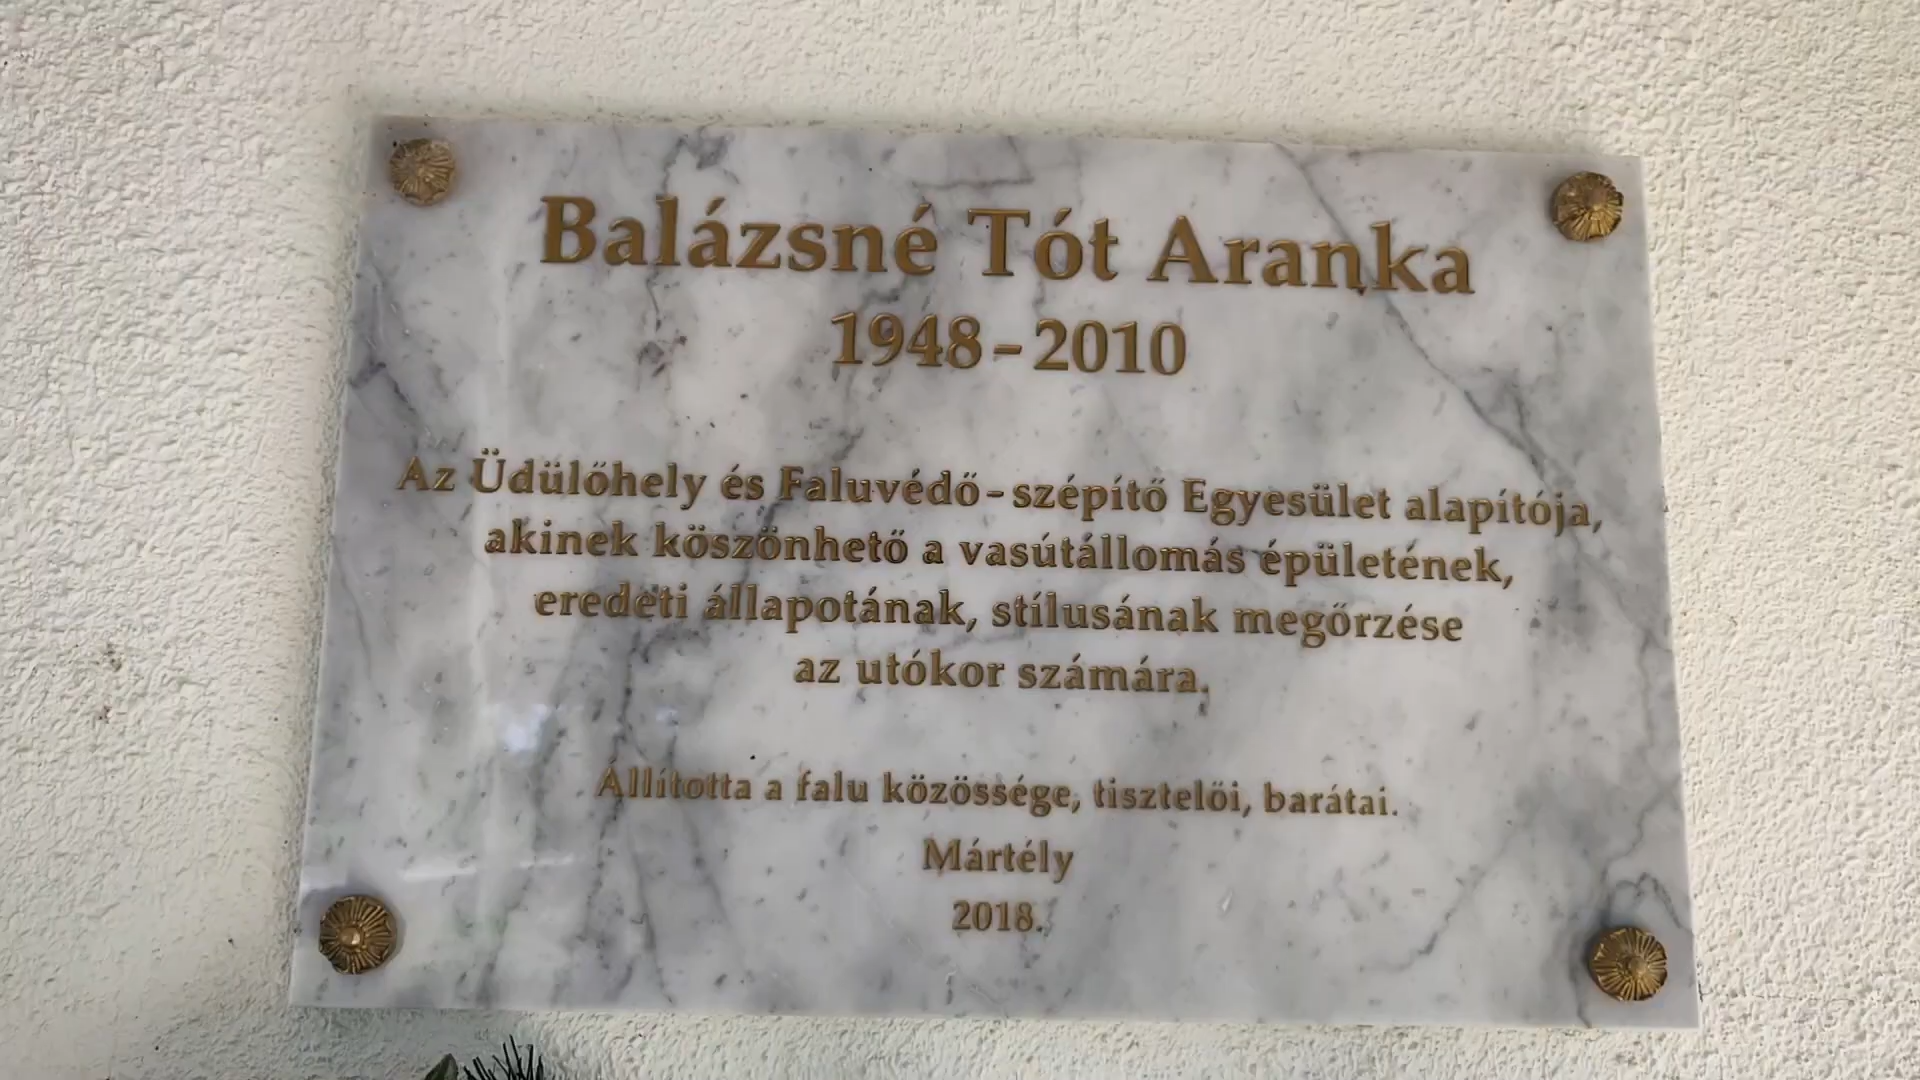 Balázsné Tót Aranka
1948-2010
Az Üdülőhely és Faluvédő-szépítő Egyesület alapítója,
akinek köszönhető a vasútállomás épületének,
eredeti állapotának, stílusának megőrzése
az utókor számára.
Állította a falu közössége, tisztelői, barátai.
Mártély
2018.